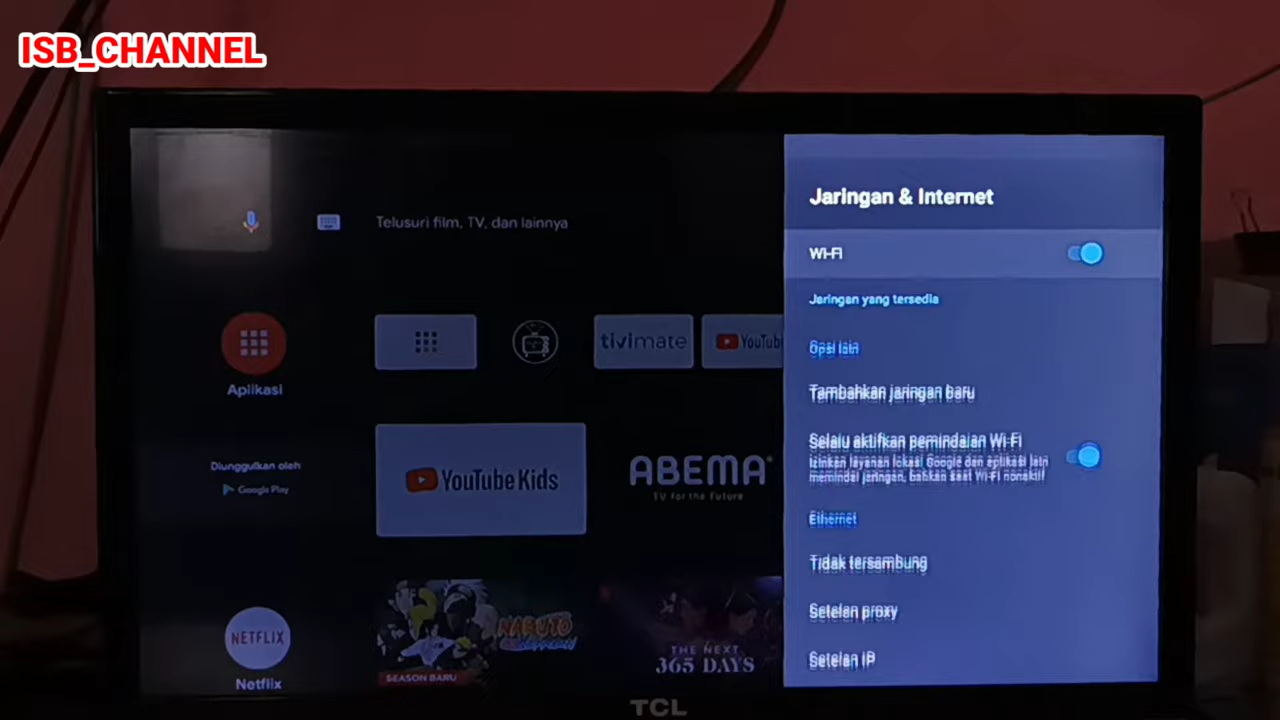 ISB_CHANNEL
Jaringan & Internet
Telusuri film, TV, dan lainnya
Wi-Fi
Jaringan yang tersedia
tivimate
YouTube
Opsi lain
Aplikasi
Tambahkan jaringan baru
Selalu aktifkan pemindaian Wi-Fi
Izinkan layanan lokasi Google dan aplikasi lain
memindai jaringan, bahkan saat Wi-Fi nonaktif
Diunggulkan oleh
Google Play
YouTube Kids
ABEMA
TV for the Future
Ethernet
Tidak tersambung
Setelan proxy
Setelan IP
NETFLIX
Netflix
NARUTO
SEASON BARU
THE NEXT
365 DAYS
TCL